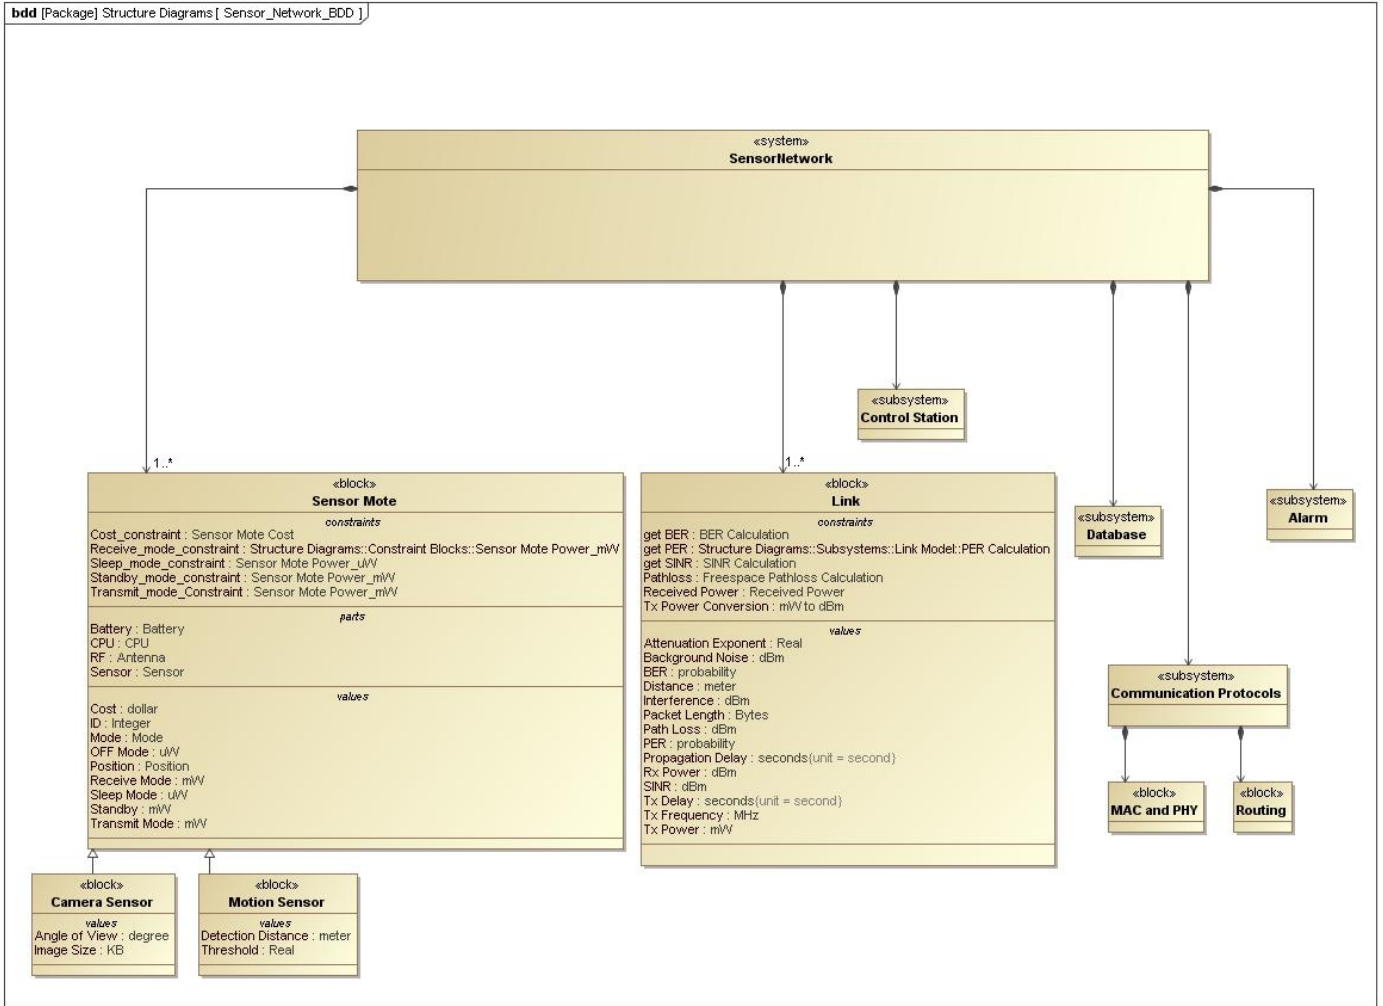 bdd [Package] Structure Diagrams [ Sensor_Network_BDD ]
«system»
SensorNetwork
«subsystem»
Control Station
1..*
1..*
«block»
Sensor Mote
constraints
Cost_constraint : Sensor Mote Cost
Receive_mode_constraint : Structure Diagrams::Constraint Blocks::Sensor Mote Power_mW
Sleep_mode_constraint : Sensor Mote Power_uW
Standby_mode_constraint : Sensor Mote Power_mW
Transmit_mode_Constraint : Sensor Mote Power_mW
parts
Battery : Battery
CPU : CPU
RF : Antenna
Sensor : Sensor
values
Cost : dollar
ID : Integer
Mode : Mode
OFF Mode : uW
Position : Position
Receive Mode : mW
Sleep Mode : uW
Standby : mW
Transmit Mode : mW
«block»
Link
constraints
get BER : BER Calculation
get PER : Structure Diagrams::Subsystems::Link Model::PER Calculation
get SINR : SINR Calculation
Pathloss : Freespace Pathloss Calculation
Received Power : Received Power
Tx Power Conversion : mW to dBm
values
Attenuation Exponent : Real
Background Noise : dBm
BER : probability
Distance : meter
Interference : dBm
Packet Length : Bytes
Path Loss : dBm
PER : probability
Propagation Delay : seconds{unit = second}
Rx Power : dBm
SINR : dBm
Tx Delay : seconds{unit = second}
Tx Frequency : MHz
Tx Power : mW
«subsystem»
Database
«subsystem»
Alarm
«subsystem»
Communication Protocols
«block»
MAC and PHY
«block»
Routing
«block»
Camera Sensor
values
Angle of View : degree
Image Size : KB
«block»
Motion Sensor
values
Detection Distance : meter
Threshold : Real